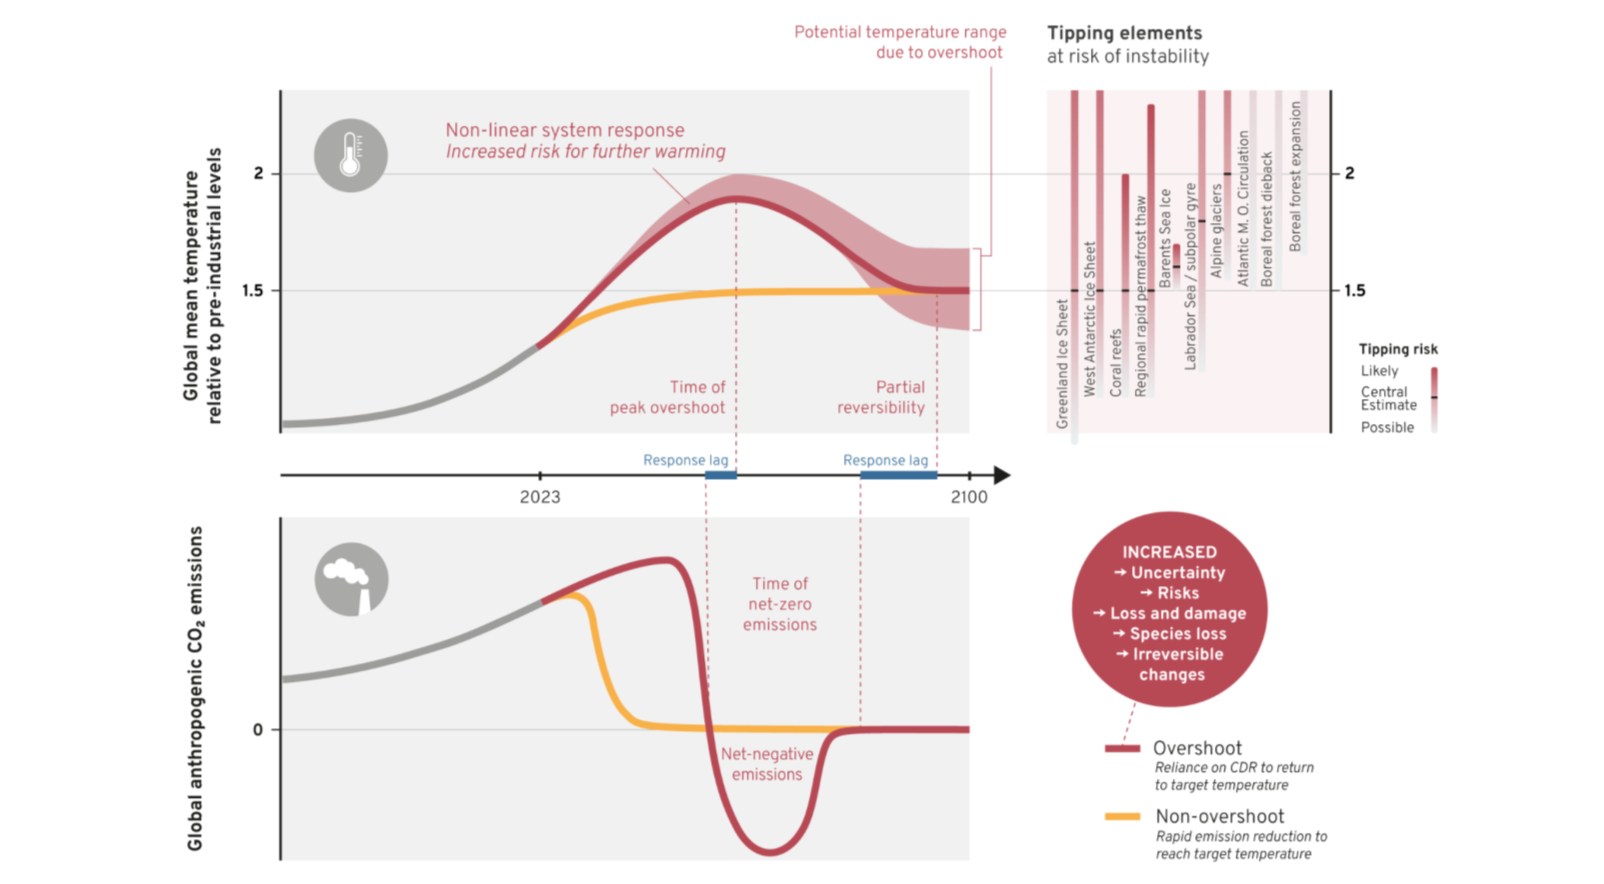 Potential temperature range
due to overshoot
Tipping elements
at risk of instability
Global mean temperature
relative to pre-industrial levels
2
1.5
Non-linear system response
Increased risk for further warming
Time of
peak overshoot
Partial
reversibility
Greenland Ice Sheet
West Antarctic Ice Sheet
Coral reefs
Regional rapid permafrost thaw
Barents Sea Ice
Labrador Sea / subpolar gyre
Alpine glaciers
Atlantic M. O. Circulation
Boreal forest dieback
Boreal forest expansion
2
1.5
Tipping risk
Likely
Central
Estimate
Possible
Response lag
Response lag
2023
2100
Global anthropogenic CO₂ emissions
0
Time of
net-zero
emissions
Net-negative
emissions
INCREASED
→ Uncertainty
→ Risks
→ Loss and damage
→ Species loss
→ Irreversible
changes
Overshoot
Reliance on CDR to return
to target temperature
Non-overshoot
Rapid emission reduction to
reach target temperature